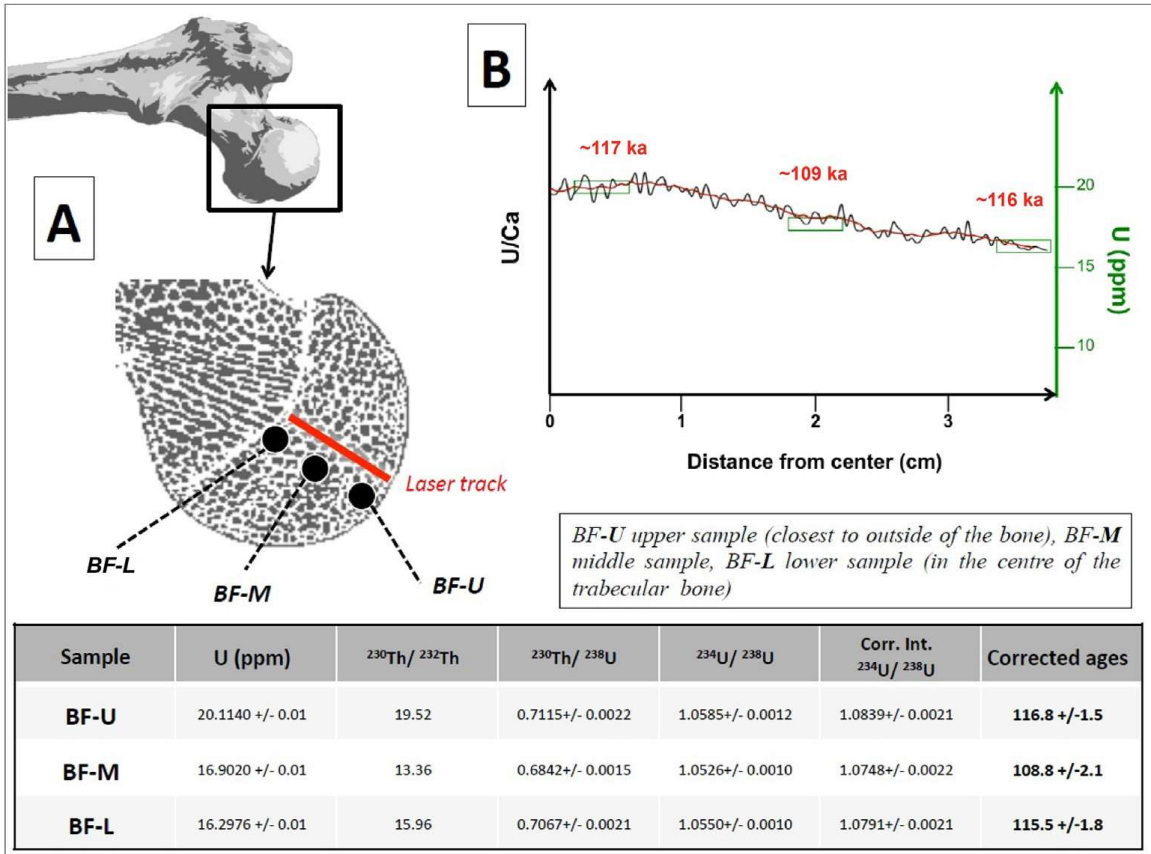 A
B
U/Ca
~117 ka
~109 ka
~116 ka
20
15
10
U (ppm)
0
1
2
3
Distance from center (cm)
Laser track
BF-L
BF-M
BF-U
BF-U upper sample (closest to outside of the bone), BF-M
middle sample, BF-L lower sample (in the centre of the
trabecular bone)
Sample U (ppm) ²³⁰Th/ ²³²Th ²³⁰Th/ ²³⁸U ²³⁴U/ ²³⁸U Corr. Int. ²³⁴U/ ²³⁸U Corrected ages
BF-U 20.1140 +/- 0.01 19.52 0.7115+/- 0.0022 1.0585+/- 0.0012 1.0839+/- 0.0021 116.8 +/-1.5
BF-M 16.9020 +/- 0.01 13.36 0.6842+/- 0.0015 1.0526+/- 0.0010 1.0748+/- 0.0022 108.8 +/-2.1
BF-L 16.2976 +/- 0.01 15.96 0.7067+/- 0.0021 1.0550+/- 0.0010 1.0791+/- 0.0021 115.5 +/-1.8